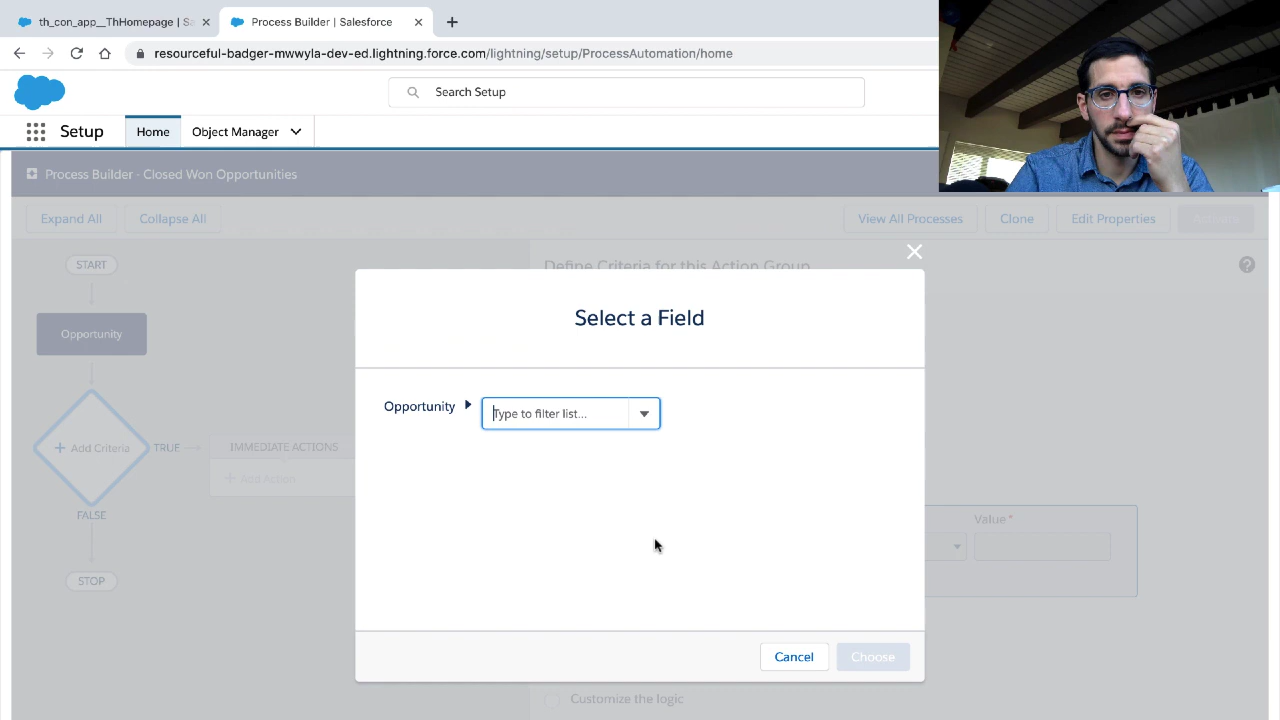 th_con_app__ThHomepage | Sa
Process Builder | Salesforce
resourceful-badger-mwwyla-dev-ed.lightning.force.com/lightning/setup/ProcessAutomation/home
Search Setup
Setup
Home
Object Manager
Process Builder - Closed Won Opportunities
Expand All
Collapse All
View All Processes
Clone
Edit Properties
START
Define Criteria for this Action Group
Select a Field
Opportunity
Opportunity
Type to filter list...
+ Add Criteria
TRUE
IMMEDIATE ACTIONS
+ Add Action
FALSE
Value*
STOP
Cancel
Choose
Customize the logic